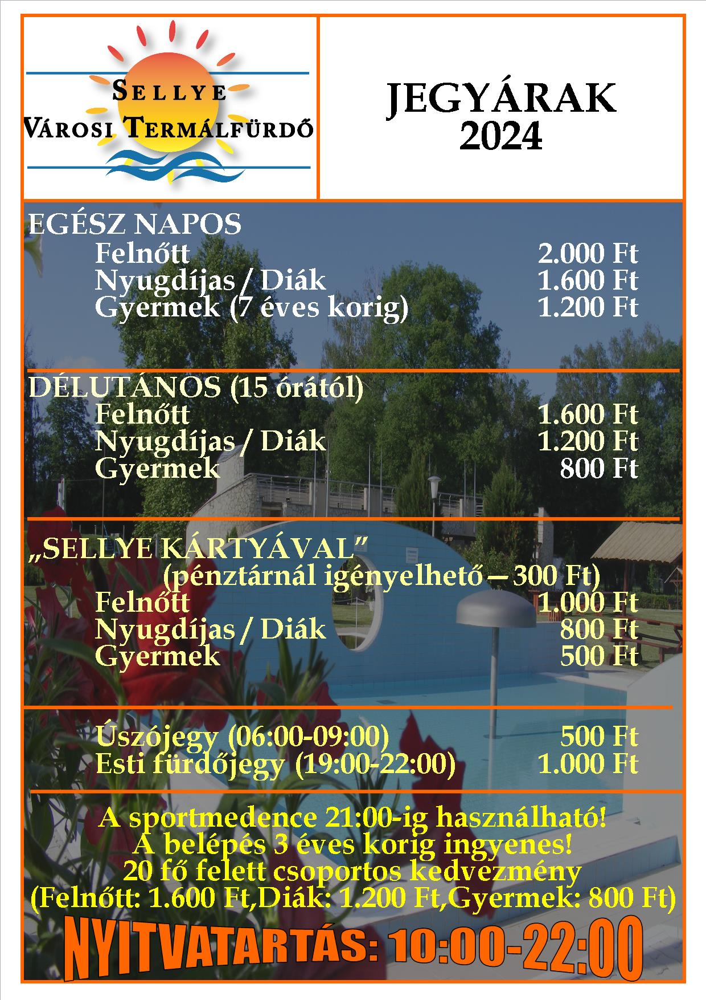 SELLYE
VÁROSI TERMÁLFÜRDŐ
JEGYÁRAK
2024
EGÉSZ NAPOS
Felnőtt 2.000 Ft
Nyugdíjas / Diák 1.600 Ft
Gyermek (7 éves korig) 1.200 Ft
DÉLUTÁNOS (15 órától)
Felnőtt 1.600 Ft
Nyugdíjas / Diák 1.200 Ft
Gyermek 800 Ft
„SELLYE KÁRTYÁVAL”
(pénztárnál igényelhető—300 Ft)
Felnőtt 1.000 Ft
Nyugdíjas / Diák 800 Ft
Gyermek 500 Ft
Úszójegy (06:00-09:00) 500 Ft
Esti fürdőjegy (19:00-22:00) 1.000 Ft
A sportmedence 21:00-ig használható!
A belépés 3 éves korig ingyenes!
20 fő felett csoportos kedvezmény
(Felnőtt: 1.600 Ft,Diák: 1.200 Ft,Gyermek: 800 Ft)
NYITVATARTÁS: 10:00-22:00